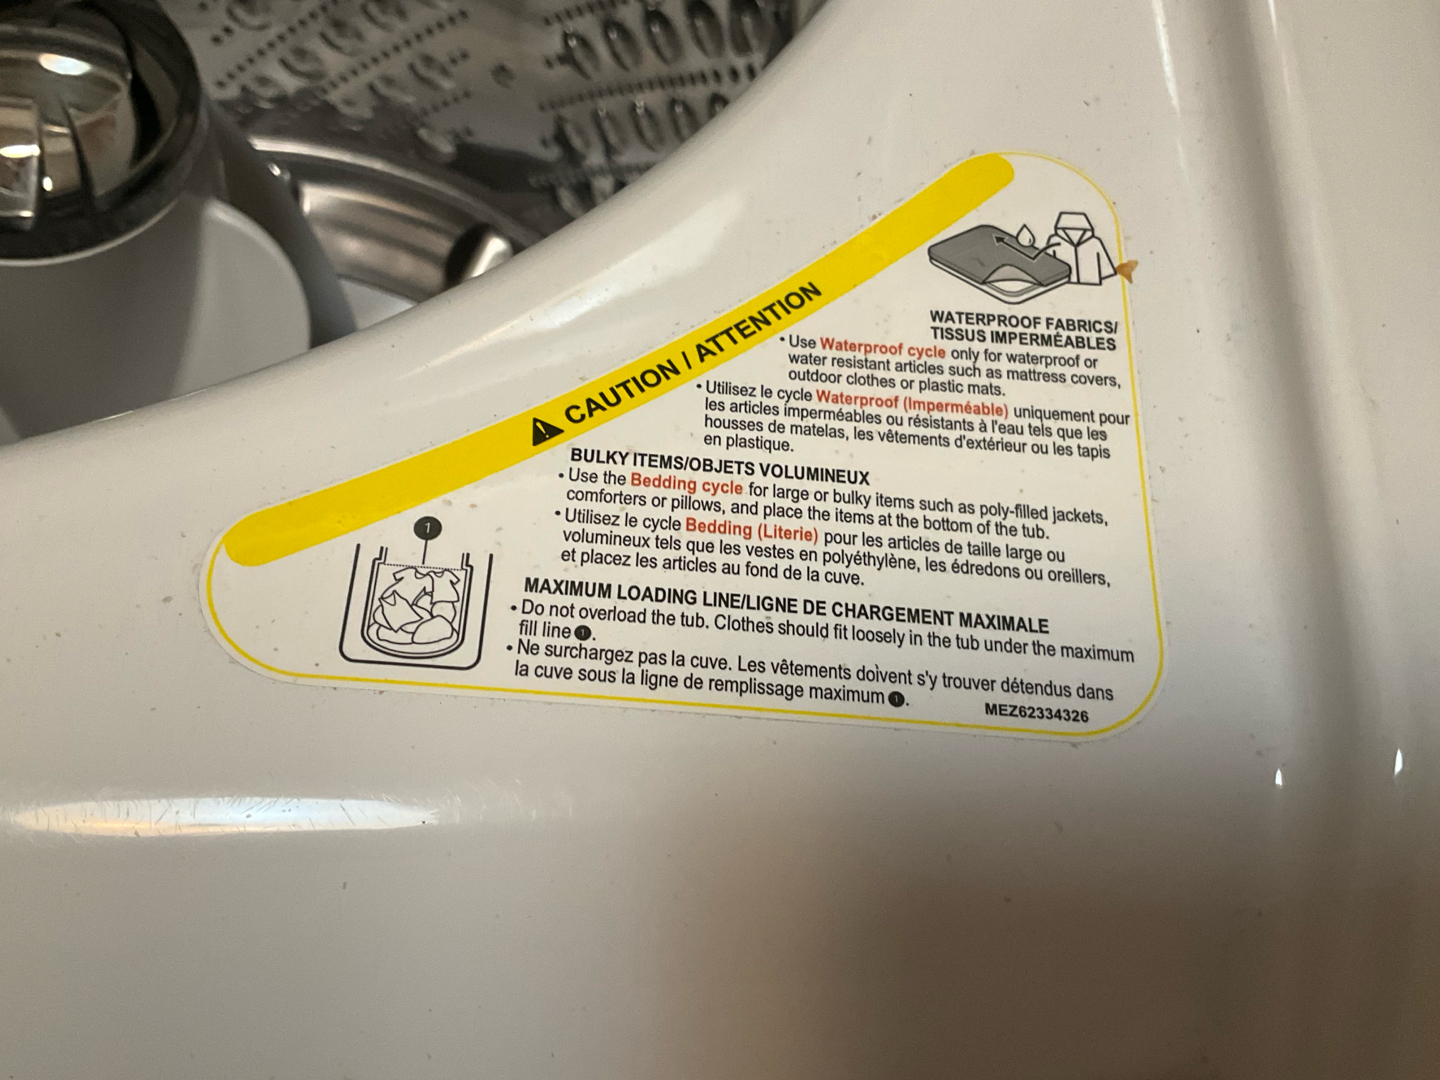 ⚠ CAUTION / ATTENTION
WATERPROOF FABRICS/
TISSUS IMPERMÉABLES
• Use Waterproof cycle only for waterproof or
water resistant articles such as mattress covers,
outdoor clothes or plastic mats.
• Utilisez le cycle Waterproof (Imperméable) uniquement pour
les articles imperméables ou résistants à l'eau tels que les
housses de matelas, les vêtements d'extérieur ou les tapis
en plastique.
BULKY ITEMS/OBJETS VOLUMINEUX
• Use the Bedding cycle for large or bulky items such as poly-filled jackets,
comforters or pillows, and place the items at the bottom of the tub.
• Utilisez le cycle Bedding (Literie) pour les articles de taille large ou
volumineux tels que les vestes en polyéthylène, les édredons ou oreillers,
et placez les articles au fond de la cuve.
1
MAXIMUM LOADING LINE/LIGNE DE CHARGEMENT MAXIMALE
• Do not overload the tub. Clothes should fit loosely in the tub under the maximum
fill line ❶.
• Ne surchargez pas la cuve. Les vêtements doivent s'y trouver détendus dans
la cuve sous la ligne de remplissage maximum ❶.
MEZ62334326